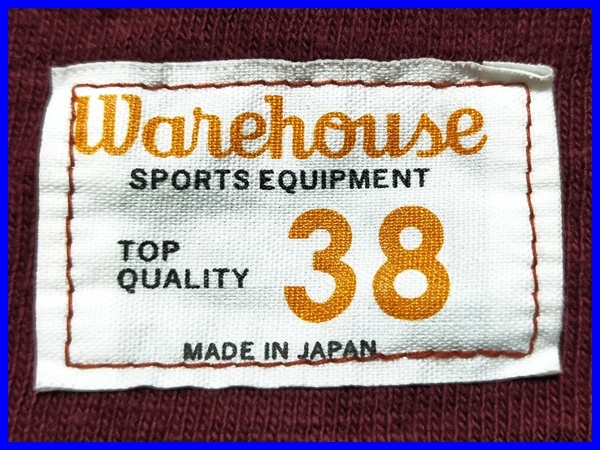 Warehouse
SPORTS EQUIPMENT
TOP
QUALITY
38
MADE IN JAPAN